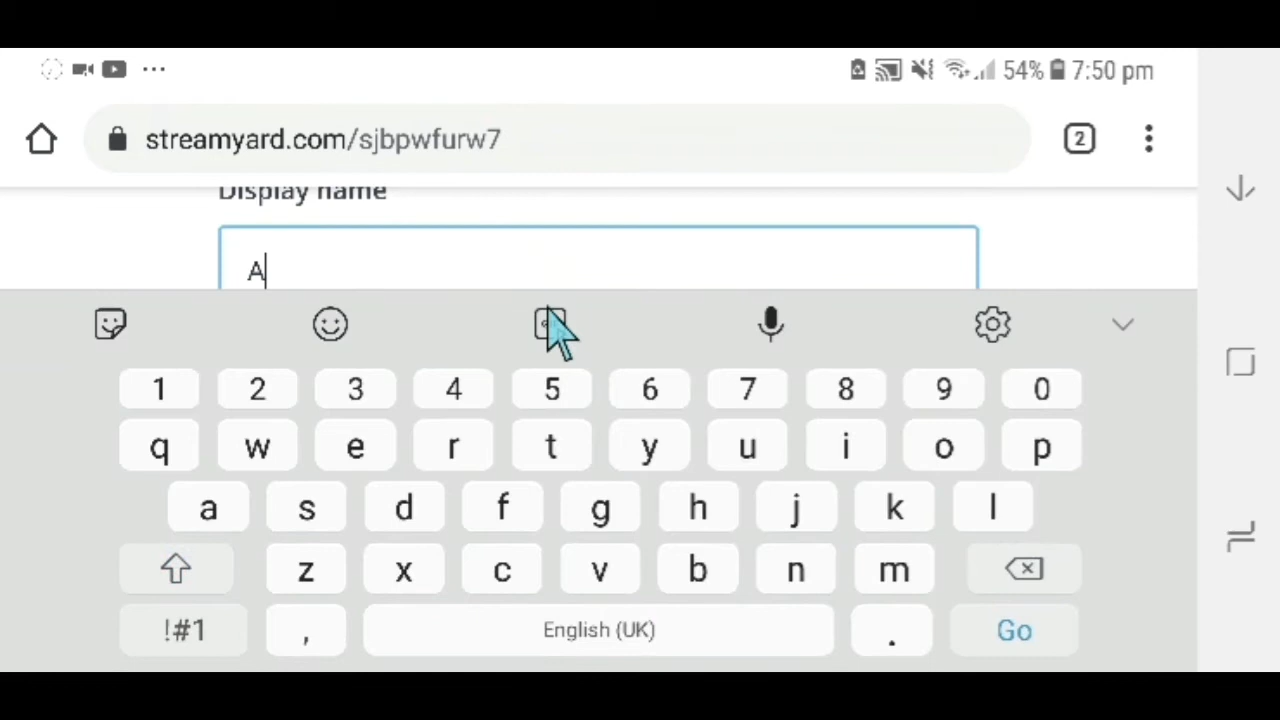 54% 7:50 pm
streamyard.com/sjbpwfurw7
2
Display name
A
1 2 3 4 5 6 7 8 9 0
q w e r t y u i o p
a s d f g h j k l
z x c v b n m
!#1 , English (UK) . Go